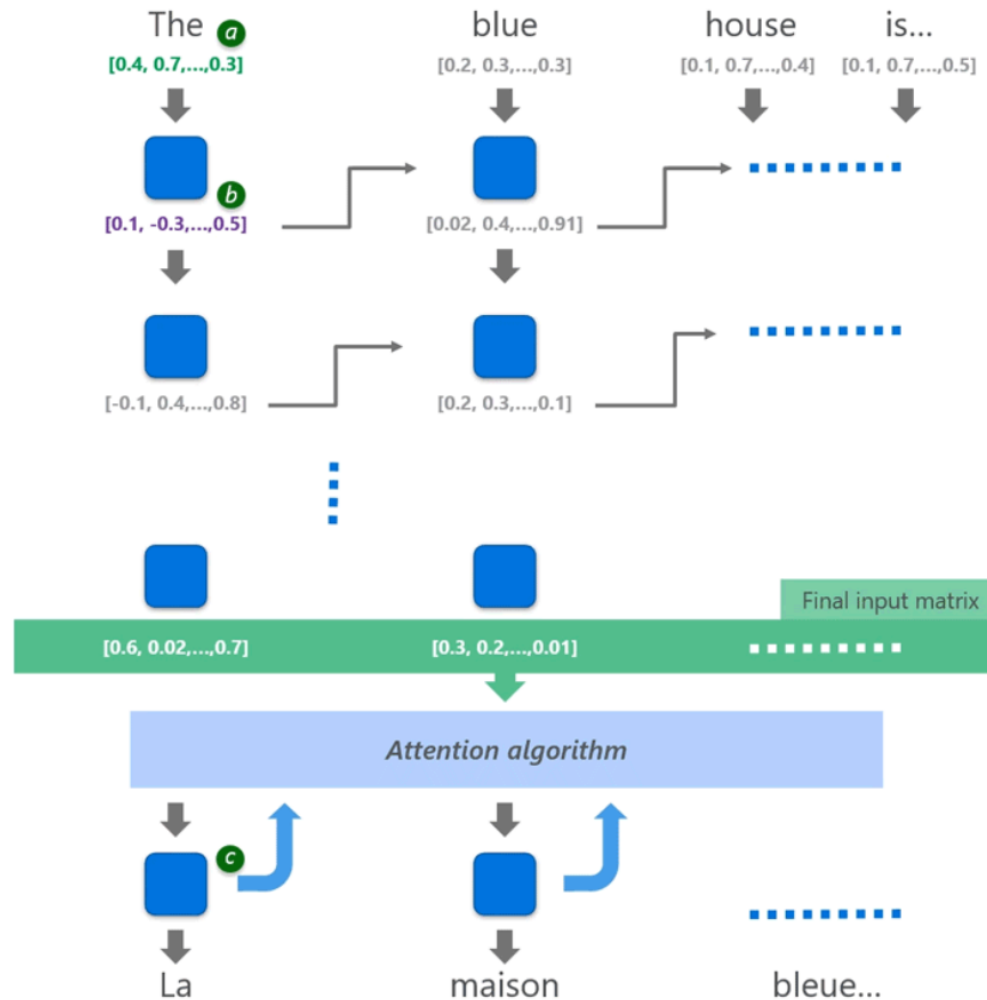 The a blue house is...
[0.4, 0.7,...,0.3] [0.2, 0.3,...,0.3] [0.1, 0.7,...,0.4] [0.1, 0.7,...,0.5]
b
[0.1, -0.3,...,0.5] [0.02, 0.4,...,0.91]
[-0.1, 0.4,...,0.8] [0.2, 0.3,...,0.1]
Final input matrix
[0.6, 0.02,...,0.7] [0.3, 0.2,...,0.01]
Attention algorithm
c
La maison bleue...